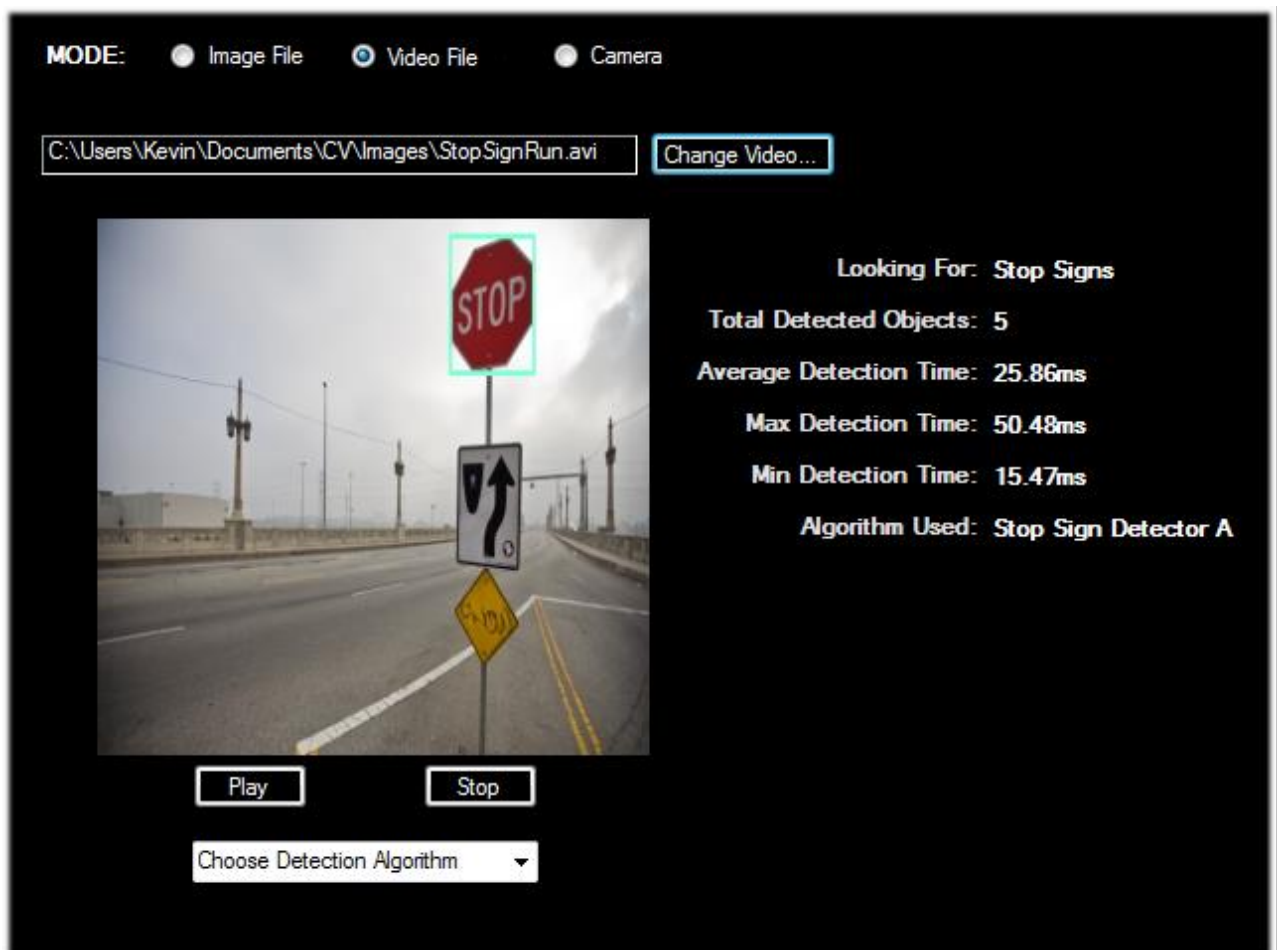 MODE: Image File Video File Camera
C:\Users\Kevin\Documents\CV\Images\StopSignRun.avi Change Video...
STOP
Looking For: Stop Signs
Total Detected Objects: 5
Average Detection Time: 25.86ms
Max Detection Time: 50.48ms
Min Detection Time: 15.47ms
Algorithm Used: Stop Sign Detector A
Play Stop
Choose Detection Algorithm